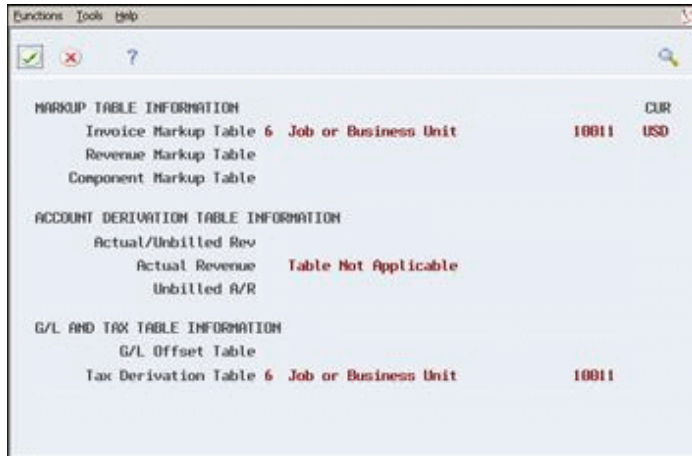 Functions Tools Help
?
MARKUP TABLE INFORMATION CUR
Invoice Markup Table 6 Job or Business Unit 10011 USD
Revenue Markup Table
Component Markup Table
ACCOUNT DERIVATION TABLE INFORMATION
Actual/Unbilled Rev
Actual Revenue Table Not Applicable
Unbilled A/R
G/L AND TAX TABLE INFORMATION
G/L Offset Table
Tax Derivation Table 6 Job or Business Unit 10011